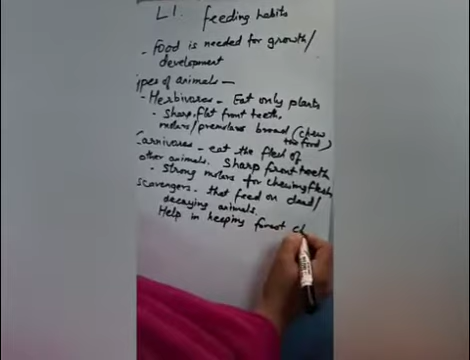 L1. feeding habits
- Food is needed for growth/
development
ypes of animals -
- Herbivores - Eat only plants
- Sharp, flat front teeth,
molars/premolars broad (chew
the food)
Carnivores - eat the flesh of
other animals. Sharp front teeth
- Strong molars for chewing flesh
Scavengers - that feed on dead/
decaying animals.
Help in keeping forest cl